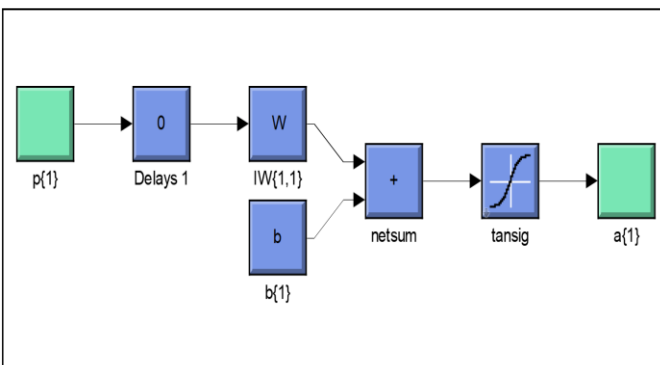 0
W
p{1}
Delays 1
IW{1,1}
+
b
netsum
tansig
a{1}
b{1}